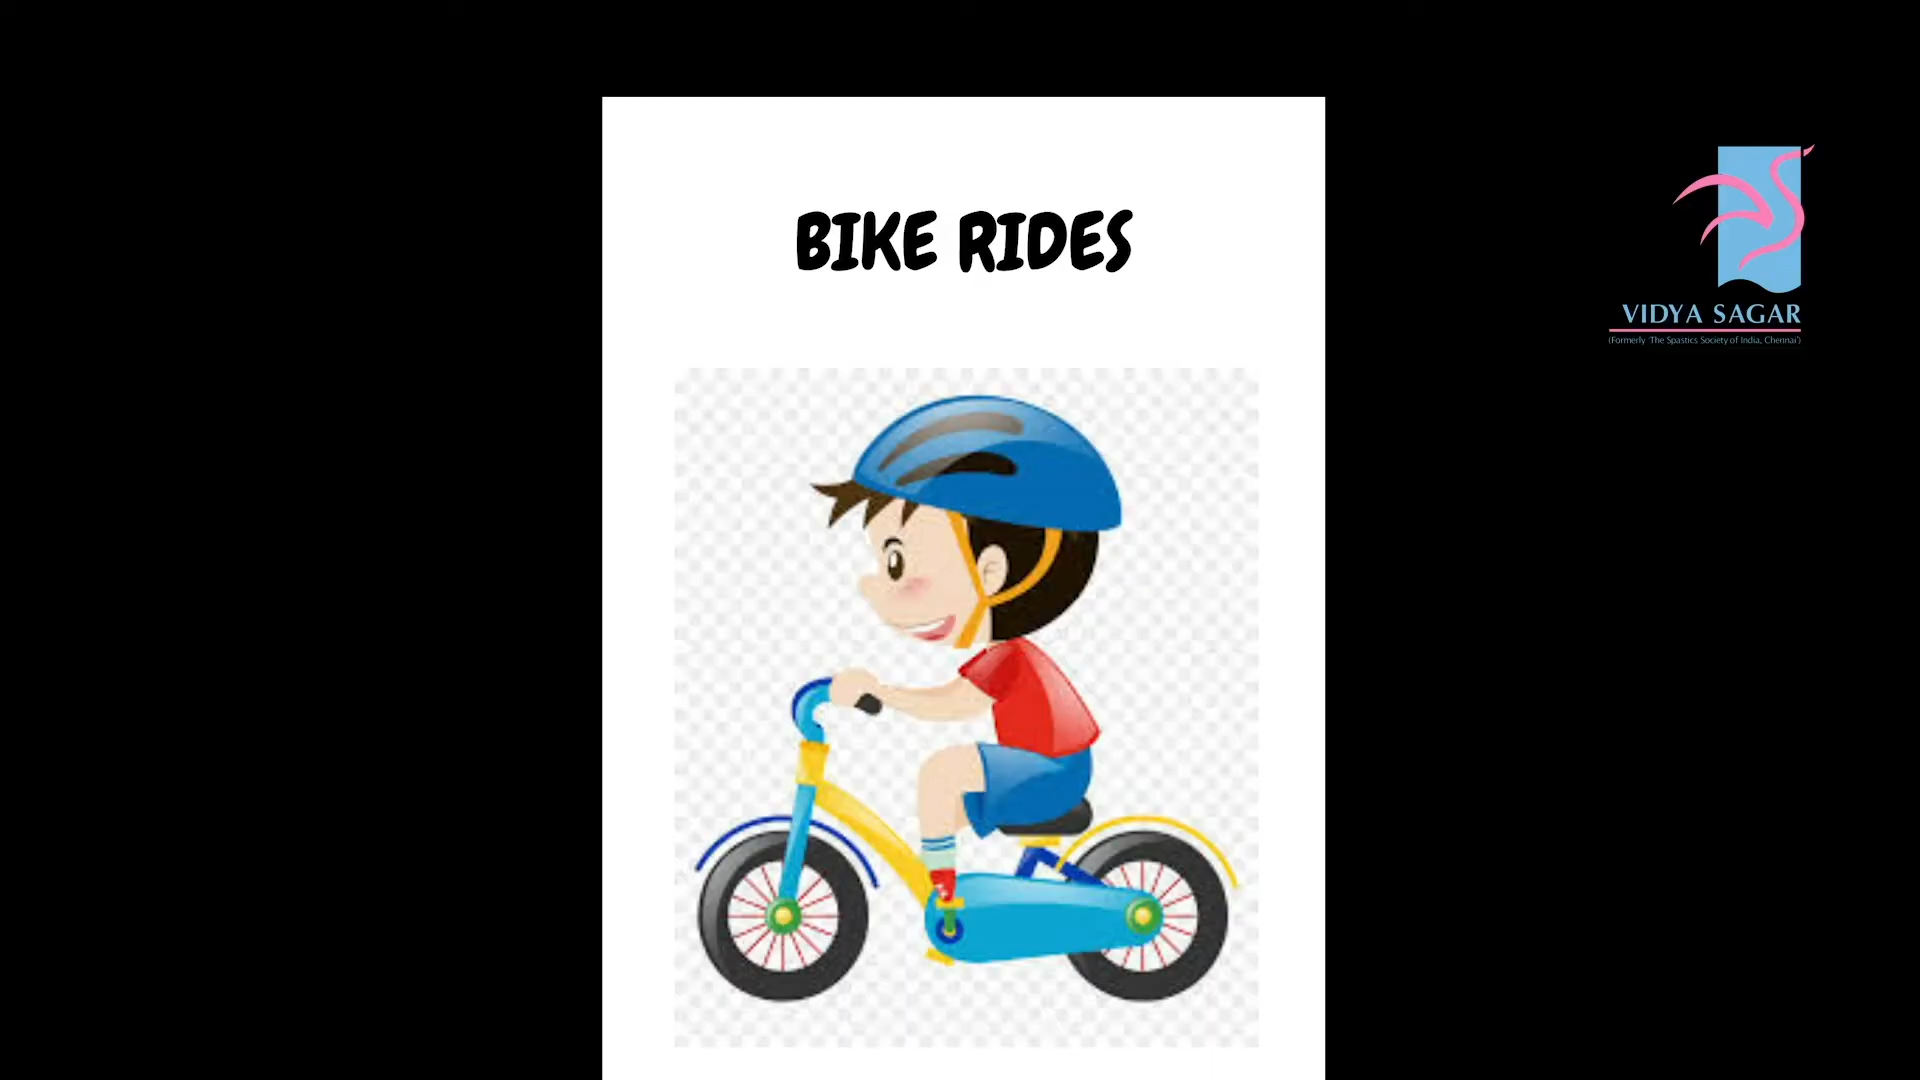 BIKE RIDES
VIDYA SAGAR
(Formerly 'The Spastics Society of India, Chennai')